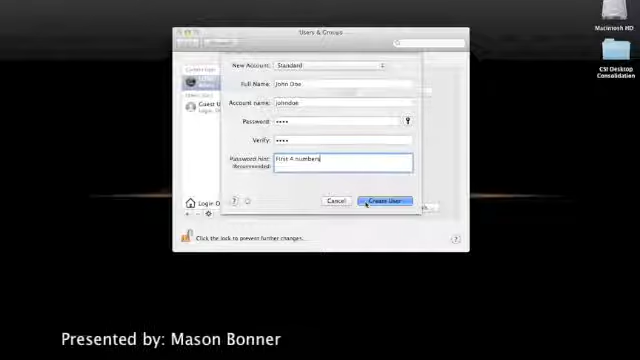 Users & Groups
Macintosh HD
New Account: Standard
CSI Desktop
Consolidation
Full Name: John Doe
Guest U
Account name: johndoe
Password: ••••
Verify: ••••
Password hint: First 4 numbers
(Recommended)
Login O
? Cancel Create User
+ -
Click the lock to prevent further changes... ?
Presented by: Mason Bonner